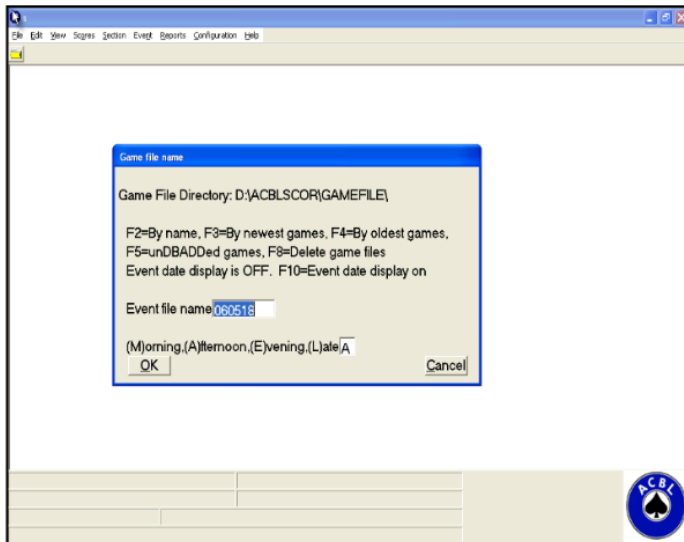 File Edit View Scores Section Event Reports Configuration Help
Game file name
Game File Directory: D:\ACBLSCOR\GAMEFILE\
F2=By name, F3=By newest games, F4=By oldest games,
F5=unDBADDed games, F8=Delete game files
Event date display is OFF. F10=Event date display on
Event file name 060518
(M)orning,(A)fternoon,(E)vening,(L)ate A
OK Cancel
ACBL